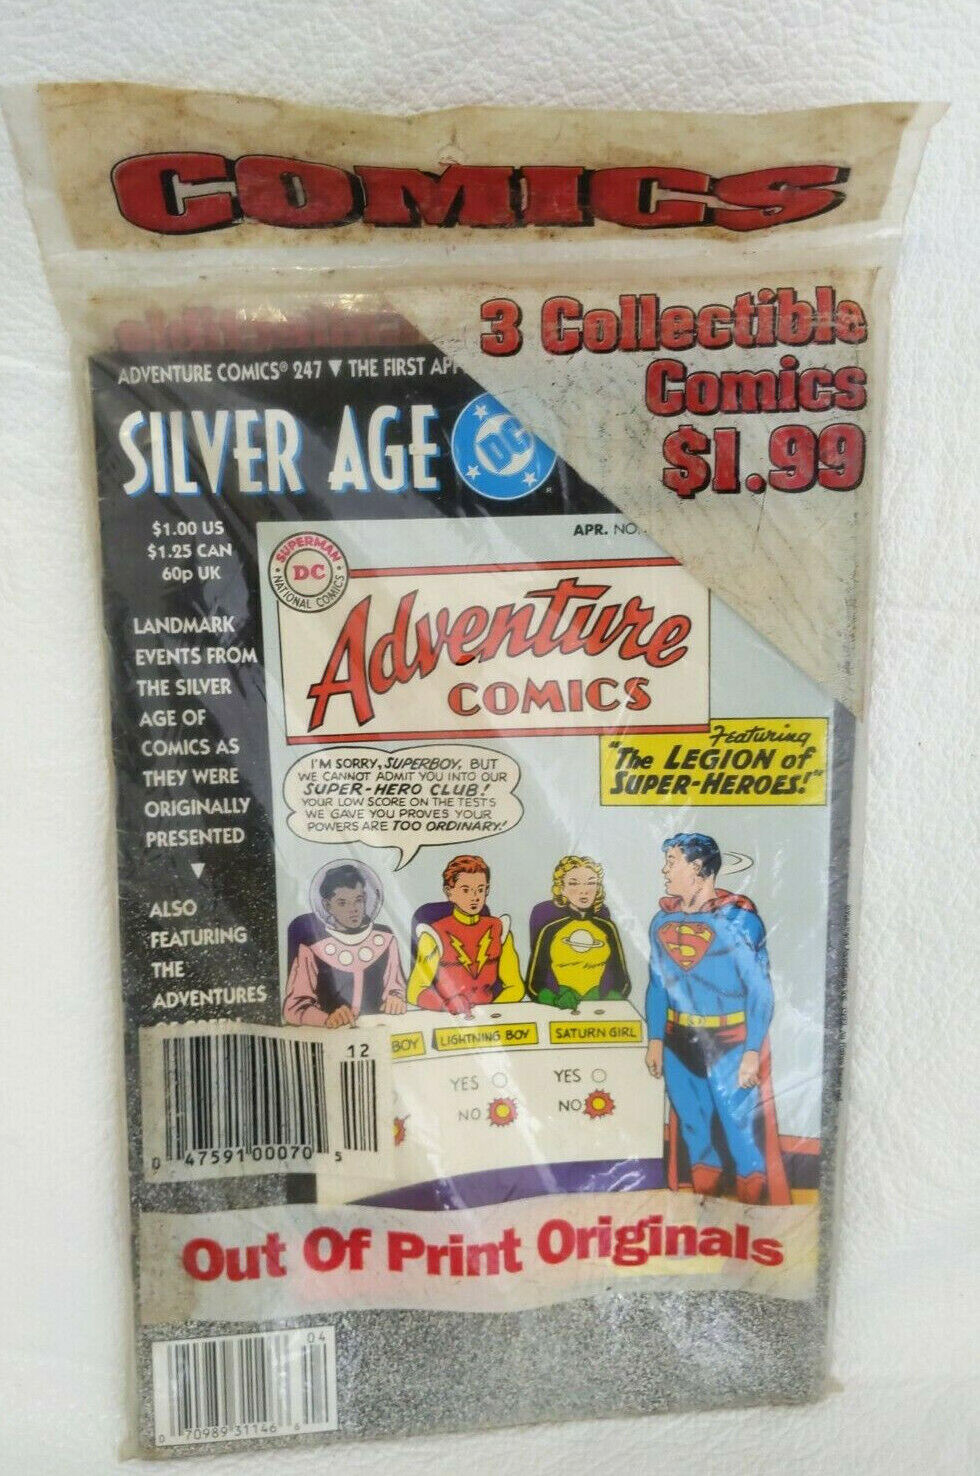 COMICS
3 Collectible
Comics
$1.99
ADVENTURE COMICS® 247 ▼ THE FIRST
SILVER AGE
DC
®
$1.00 US
$1.25 CAN
60p UK
APR. NO.
SUPERMAN
DC
NATIONAL COMICS
Adventure
COMICS
LANDMARK
EVENTS FROM
THE SILVER
AGE OF
COMICS AS
THEY WERE
ORIGINALLY
PRESENTED
▼
ALSO
FEATURING
THE
ADVENTURES
Featuring
"The LEGION of
SUPER-HEROES!"
I'M SORRY, SUPERBOY, BUT
WE CANNOT ADMIT YOU INTO OUR
SUPER-HERO CLUB!
YOUR LOW SCORE ON THE TESTS
WE GAVE YOU PROVES YOUR
POWERS ARE TOO ORDINARY!
S
BOY
LIGHTNING BOY
SATURN GIRL
YES
NO
YES
NO
12
0 47591 00070 5
Out Of Print Originals
04
0 70989 31146 6